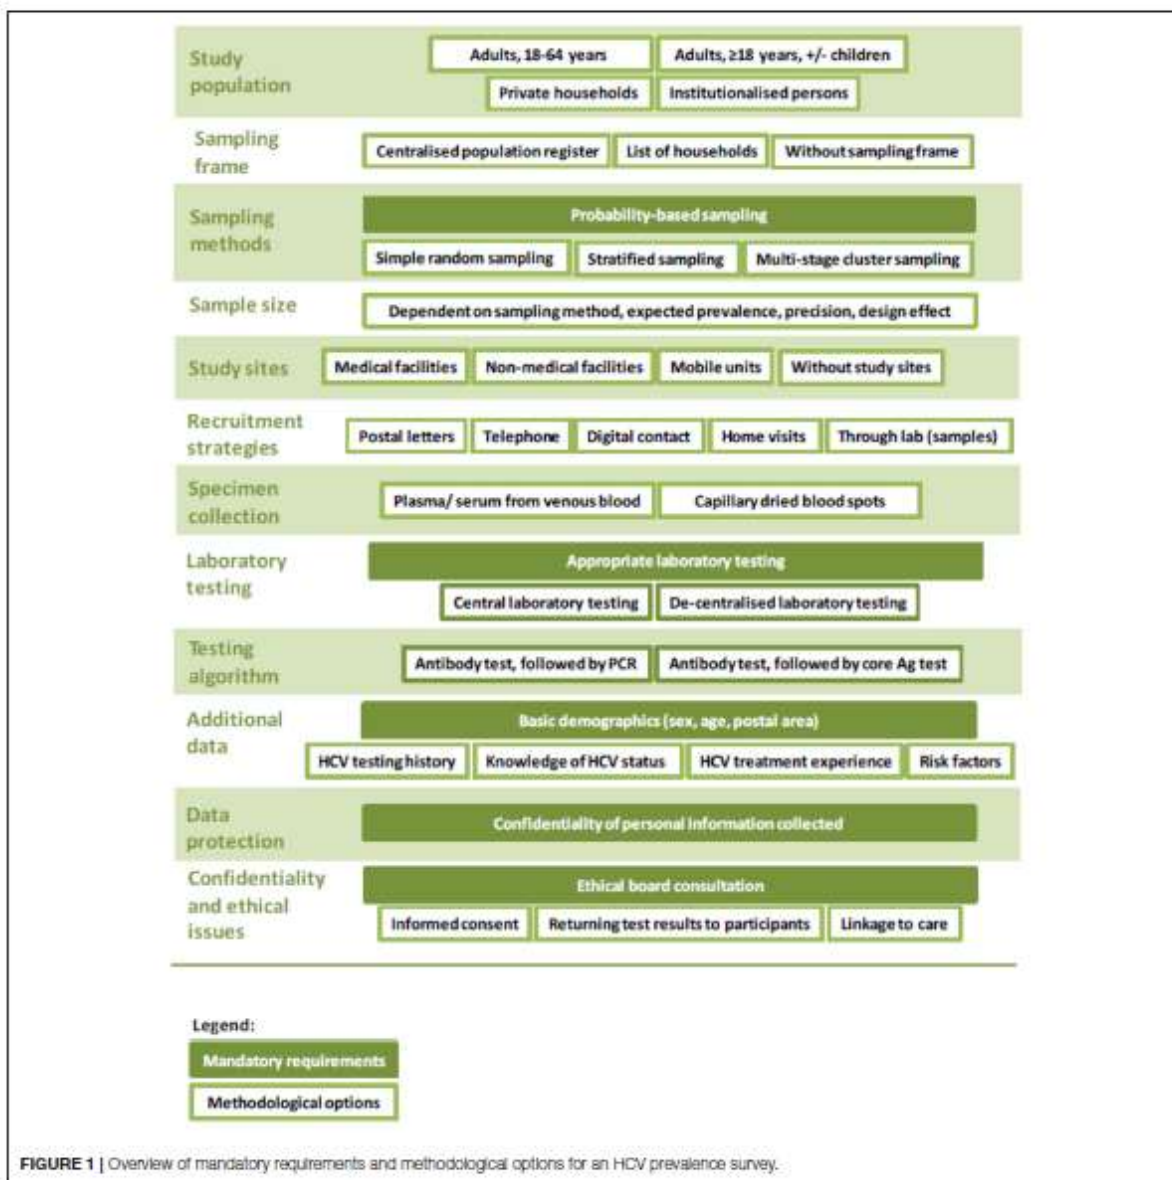 Study
population
Adults, 18-64 years
Adults, ≥18 years, +/- children
Private households
Institutionalised persons
Sampling
frame
Centralised population register
List of households
Without sampling frame
Sampling
methods
Probability-based sampling
Simple random sampling
Stratified sampling
Multi-stage cluster sampling
Sample size
Dependent on sampling method, expected prevalence, precision, design effect
Study sites
Medical facilities
Non-medical facilities
Mobile units
Without study sites
Recruitment
strategies
Postal letters
Telephone
Digital contact
Home visits
Through lab (samples)
Specimen
collection
Plasma/ serum from venous blood
Capillary dried blood spots
Laboratory
testing
Appropriate laboratory testing
Central laboratory testing
De-centralised laboratory testing
Testing
algorithm
Antibody test, followed by PCR
Antibody test, followed by core Ag test
Additional
data
Basic demographics (sex, age, postal area)
HCV testing history
Knowledge of HCV status
HCV treatment experience
Risk factors
Data
protection
Confidentiality of personal information collected
Confidentiality
and ethical
issues
Ethical board consultation
Informed consent
Returning test results to participants
Linkage to care
Legend:
Mandatory requirements
Methodological options
FIGURE 1 | Overview of mandatory requirements and methodological options for an HCV prevalence survey.